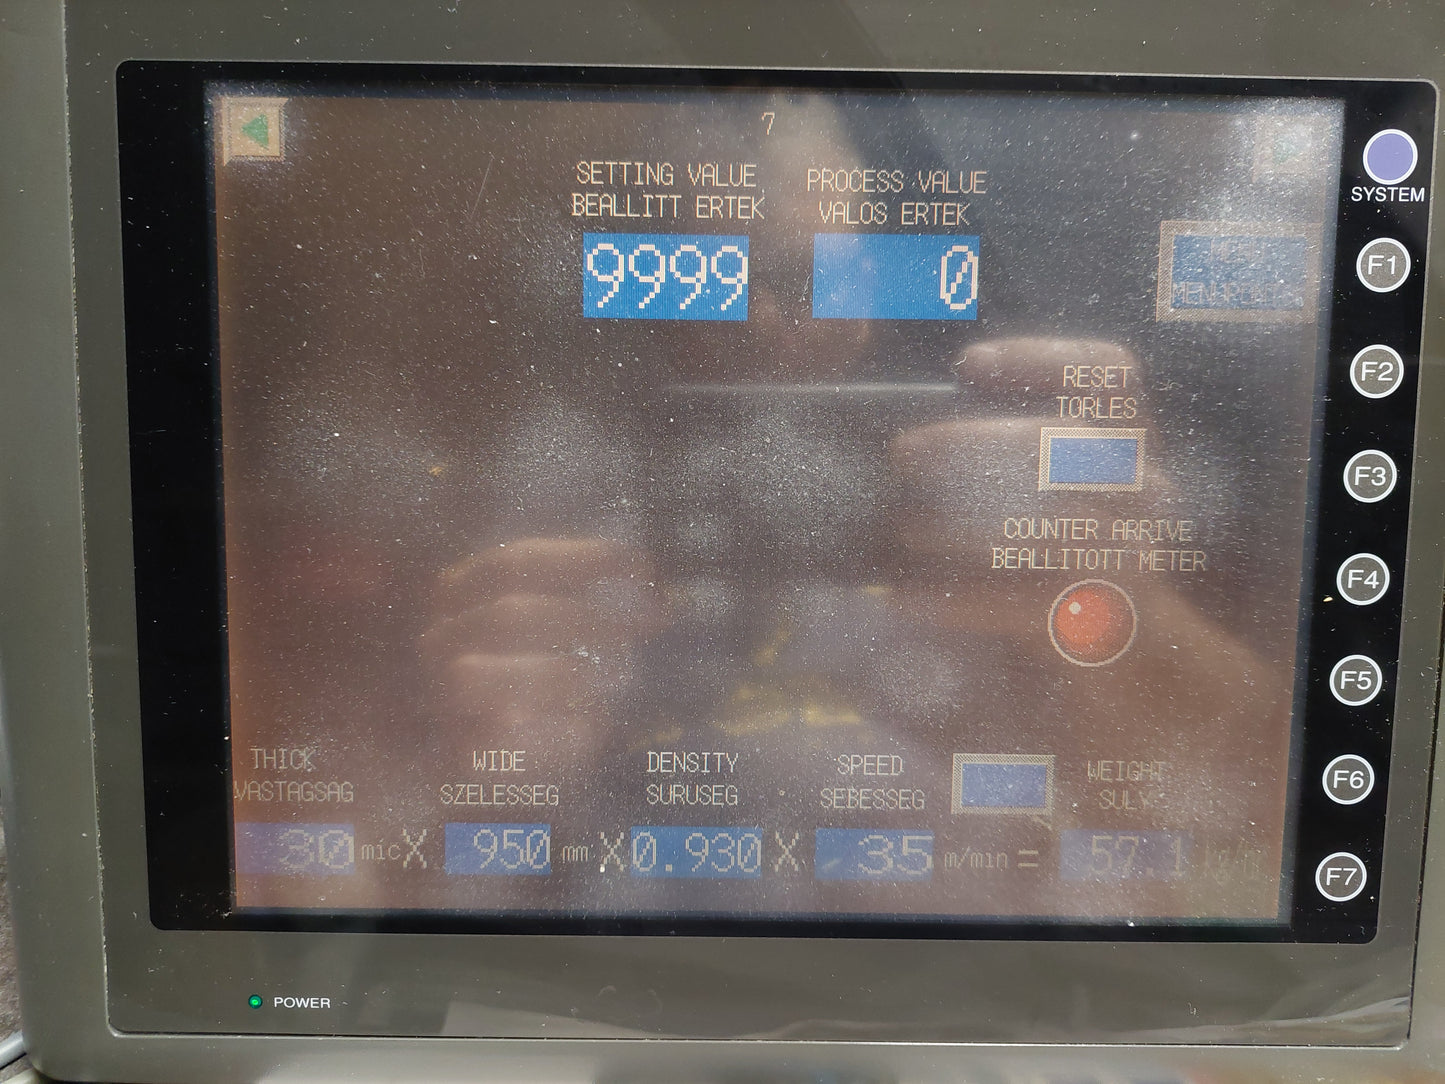 7
SETTING VALUE
BEALLITT ERTEK
9999
PROCESS VALUE
VALOS ERTEK
0
SYSTEM
F1
F2
RESET
TORLES
F3
COUNTER ARRIVE
BEALLITOTT METER
F4
F5
THICK
VASTAGSAG
WIDE
SZELESSEG
DENSITY
SURUSEG
SPEED
SEBESSEG
WEIGHT
SULY
F6
30 mic X 950 mm X 0.930 X 35 m/min = 57.1
F7
POWER